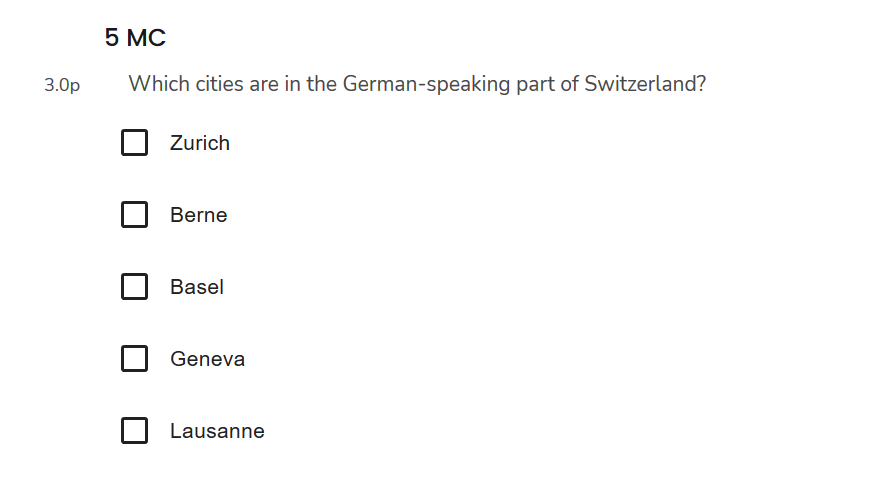 5 MC
3.0p Which cities are in the German-speaking part of Switzerland?
Zurich
Berne
Basel
Geneva
Lausanne